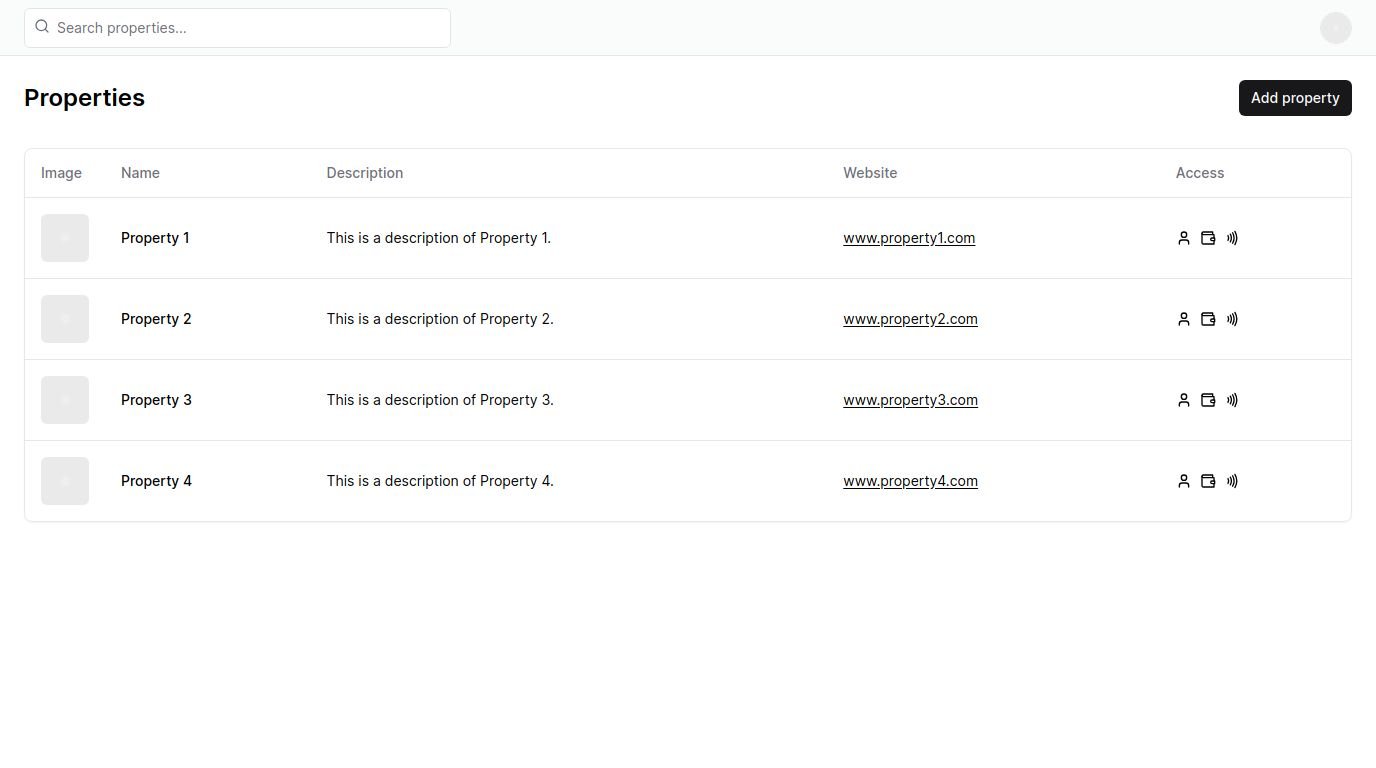 Search properties...
Properties
Add property
Image Name Description Website Access
Property 1 This is a description of Property 1. www.property1.com
Property 2 This is a description of Property 2. www.property2.com
Property 3 This is a description of Property 3. www.property3.com
Property 4 This is a description of Property 4. www.property4.com